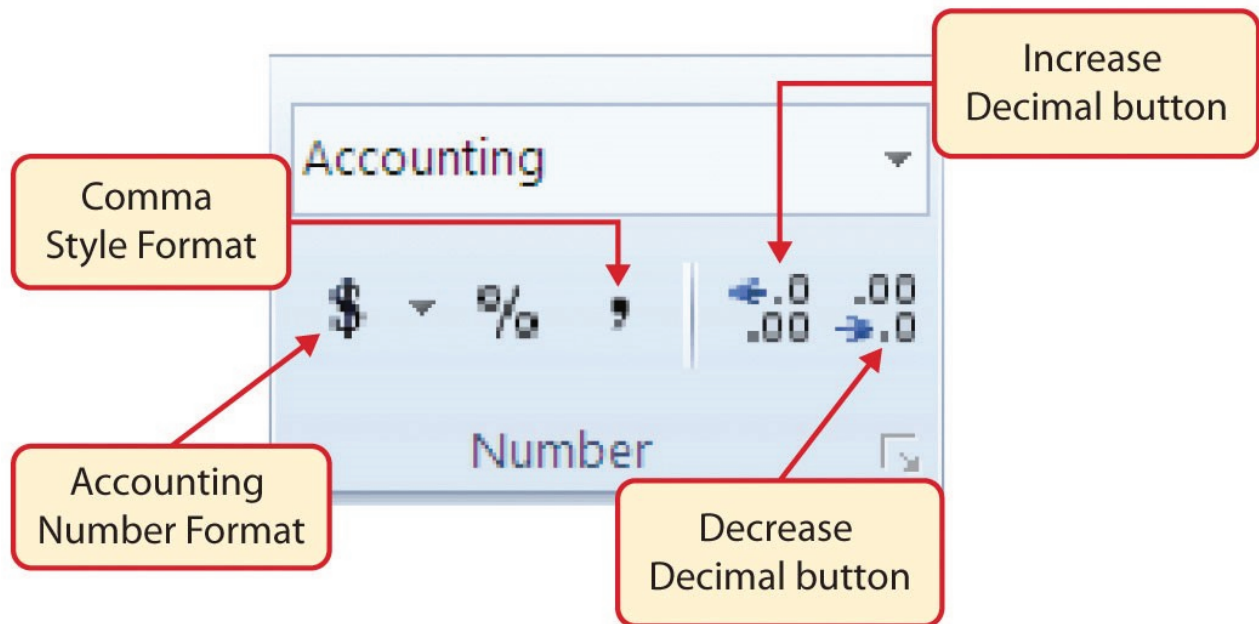 Increase
Decimal button
Accounting
Comma
Style Format
$ % , .0 .00
.00 .0
Number
Accounting
Number Format
Decrease
Decimal button